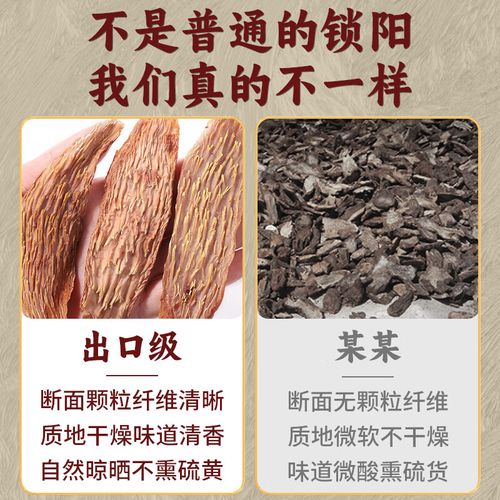 不是普通的锁阳
我们真的不一样
出口级
断面颗粒纤维清晰
质地干燥味道清香
自然晾晒不熏硫黄
某某
断面无颗粒纤维
质地微软不干燥
味道微酸熏硫货